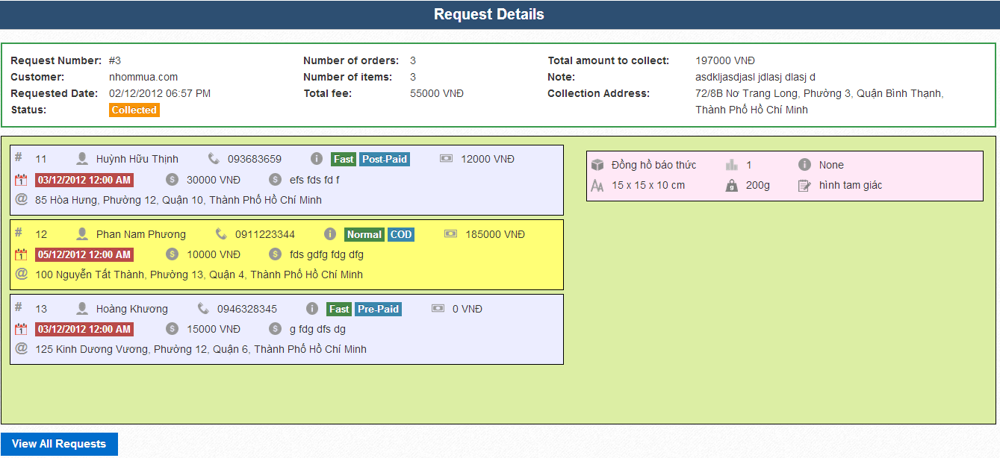 Request Details
Request Number: #3
Customer: nhommua.com
Requested Date: 02/12/2012 06:57 PM
Status: Collected
Number of orders: 3
Number of items: 3
Total fee: 55000 VNĐ
Total amount to collect: 197000 VNĐ
Note: asdkljasdjasl jdlasj dlasj d
Collection Address: 72/8B Nơ Trang Long, Phường 3, Quận Bình Thạnh,
Thành Phố Hồ Chí Minh
# 11 Huỳnh Hữu Thịnh 093683659 Fast Post-Paid 12000 VNĐ
1 03/12/2012 12:00 AM $ 30000 VNĐ $ efs fds fd f
@ 85 Hòa Hưng, Phường 12, Quận 10, Thành Phố Hồ Chí Minh
# 12 Phan Nam Phương 0911223344 Normal COD 185000 VNĐ
1 05/12/2012 12:00 AM $ 10000 VNĐ $ fds gdfg fdg dfg
@ 100 Nguyễn Tất Thành, Phường 13, Quận 4, Thành Phố Hồ Chí Minh
# 13 Hoàng Khương 0946328345 Fast Pre-Paid 0 VNĐ
1 03/12/2012 12:00 AM $ 15000 VNĐ $ g fdg dfs dg
@ 125 Kinh Dương Vương, Phường 12, Quận 6, Thành Phố Hồ Chí Minh
Đồng hồ báo thức 1 None
AA 15 x 15 x 10 cm 200g hình tam giác
View All Requests